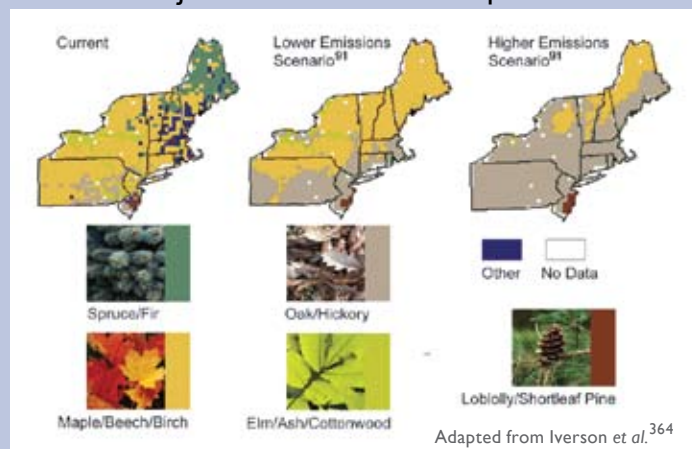 Current
Lower Emissions
Scenario91
Higher Emissions
Scenario91
Other
No Data
Spruce/Fir
Oak/Hickory
Maple/Beech/Birch
Elm/Ash/Cottonwood
Loblolly/Shortleaf Pine
Adapted from Iverson et al.364